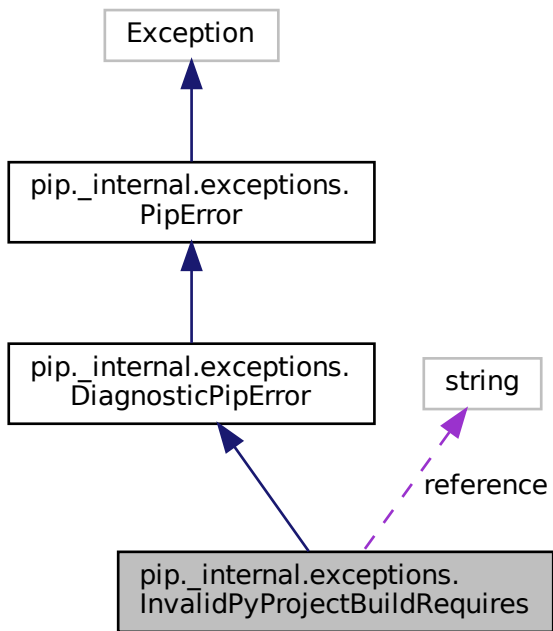 Exception
pip._internal.exceptions.
PipError
pip._internal.exceptions.
DiagnosticPipError
string
reference
pip._internal.exceptions.
InvalidPyProjectBuildRequires